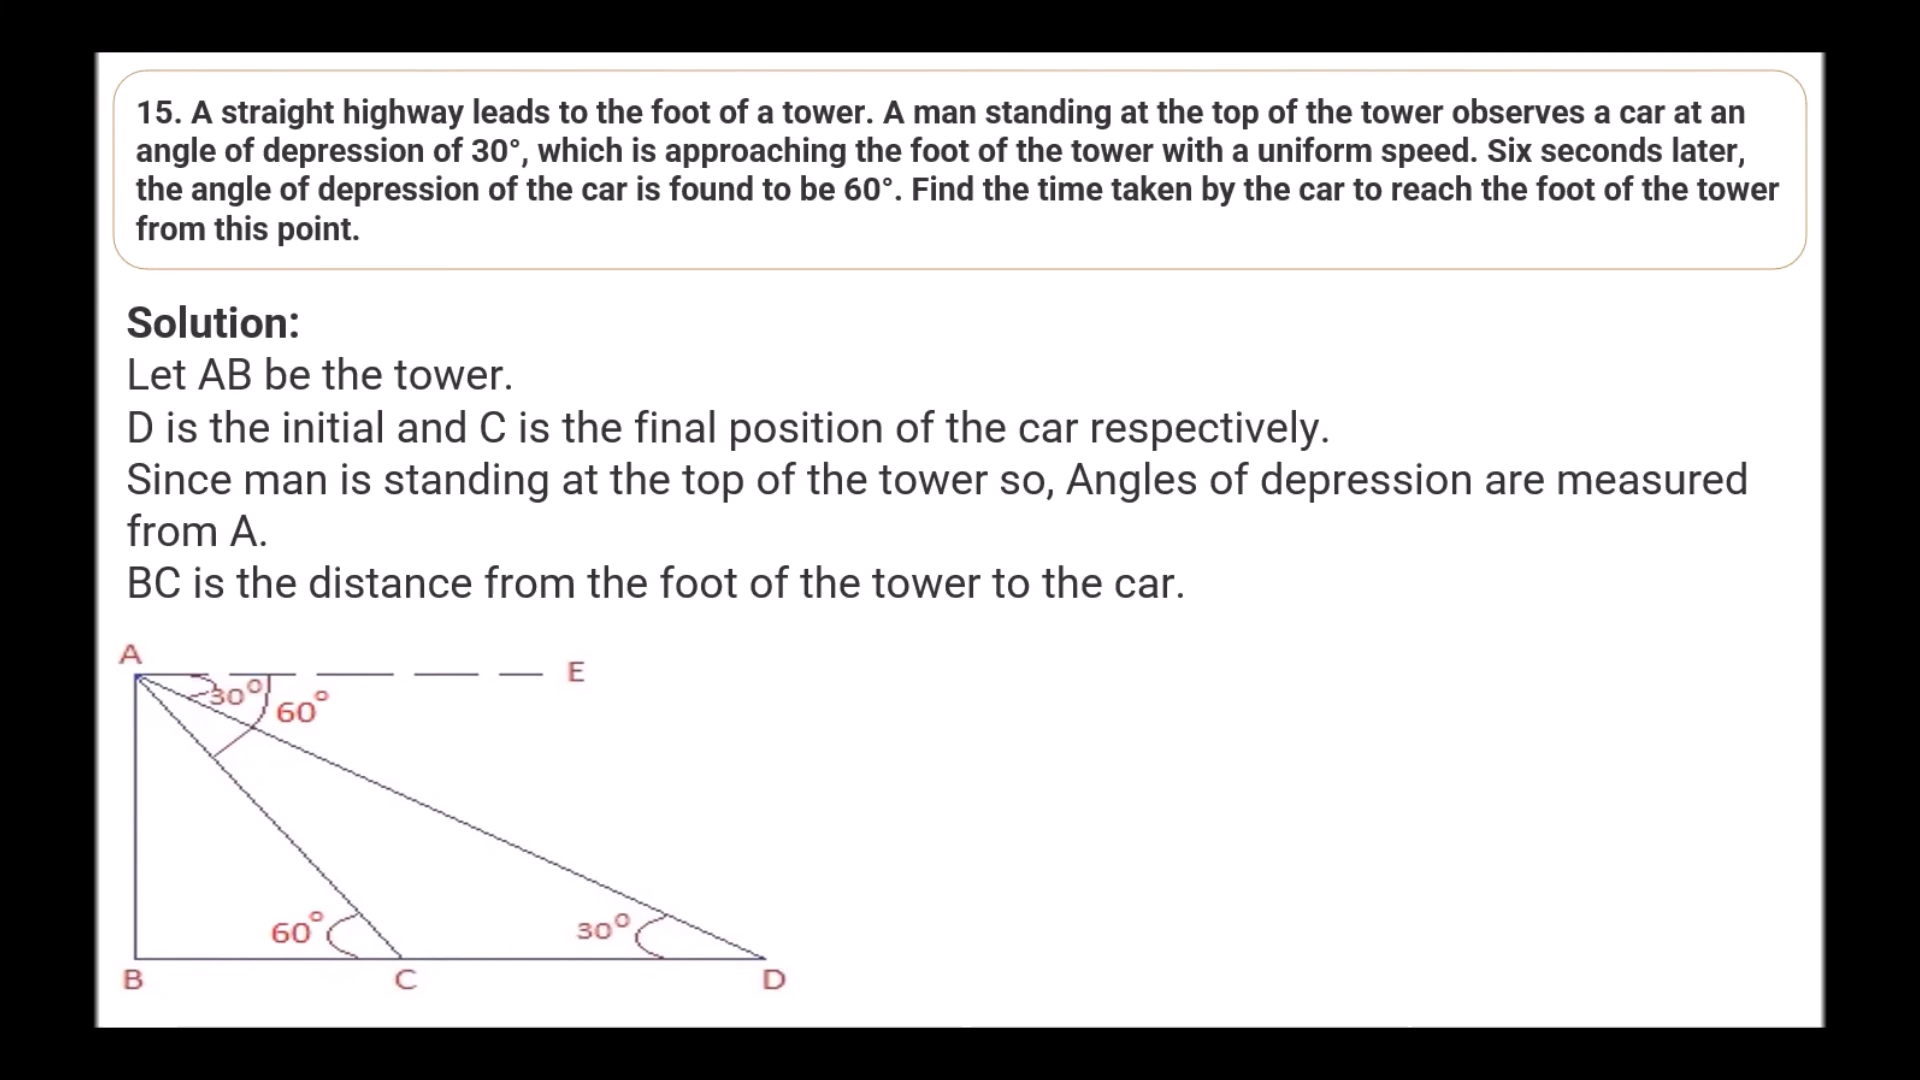 15. A straight highway leads to the foot of a tower. A man standing at the top of the tower observes a car at an
angle of depression of 30°, which is approaching the foot of the tower with a uniform speed. Six seconds later,
the angle of depression of the car is found to be 60°. Find the time taken by the car to reach the foot of the tower
from this point.
Solution:
Let AB be the tower.
D is the initial and C is the final position of the car respectively.
Since man is standing at the top of the tower so, Angles of depression are measured
from A.
BC is the distance from the foot of the tower to the car.
A
E
30°
60°
60°
30°
B
C
D